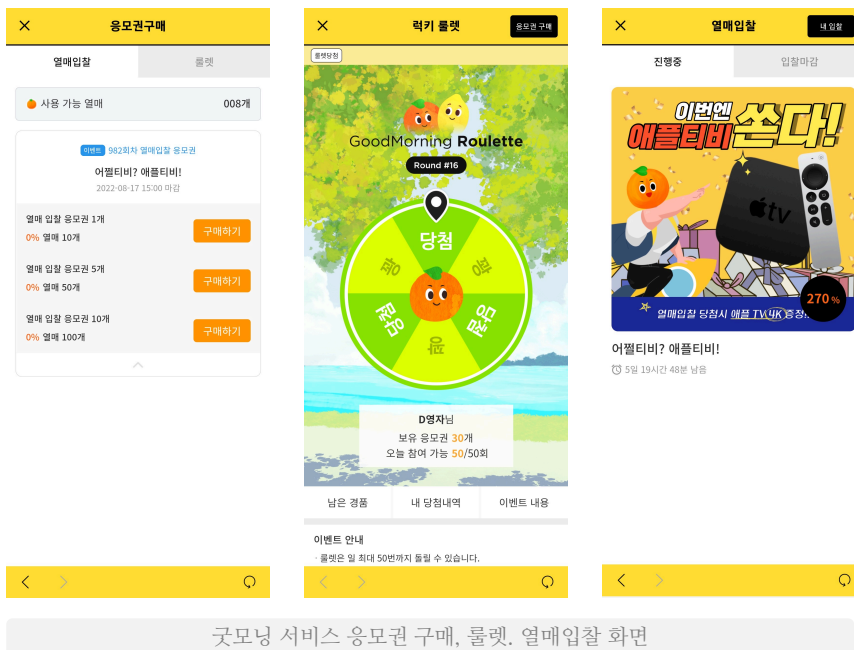 응모권구매
열매입찰
룰렛
사용 가능 열매
008개
이벤트 982회차 열매입찰 응모권
어쩔티비? 애플티비!
2022-08-17 15:00 마감
열매 입찰 응모권 1개
0% 열매 10개
구매하기
열매 입찰 응모권 5개
0% 열매 50개
구매하기
열매 입찰 응모권 10개
0% 열매 100개
구매하기
럭키 룰렛
응모권 구매
룰렛당첨
GoodMorning Roulette
Round #16
당첨
꽝
꽝
당첨
당첨
꽝
D영자님
보유 응모권 30개
오늘 참여 가능 50/50회
남은 경품
내 당첨내역
이벤트 내용
이벤트 안내
· 룰렛은 일 최대 50번까지 돌릴 수 있습니다.
열매입찰
내 입찰
진행중
입찰마감
이번엔
애플티비 쏜다!
tv
270%
열매입찰 당첨시 애플 TV 4K 증정!
어쩔티비? 애플티비!
5일 19시간 48분 남음
굿모닝 서비스 응모권 구매, 룰렛. 열매입찰 화면